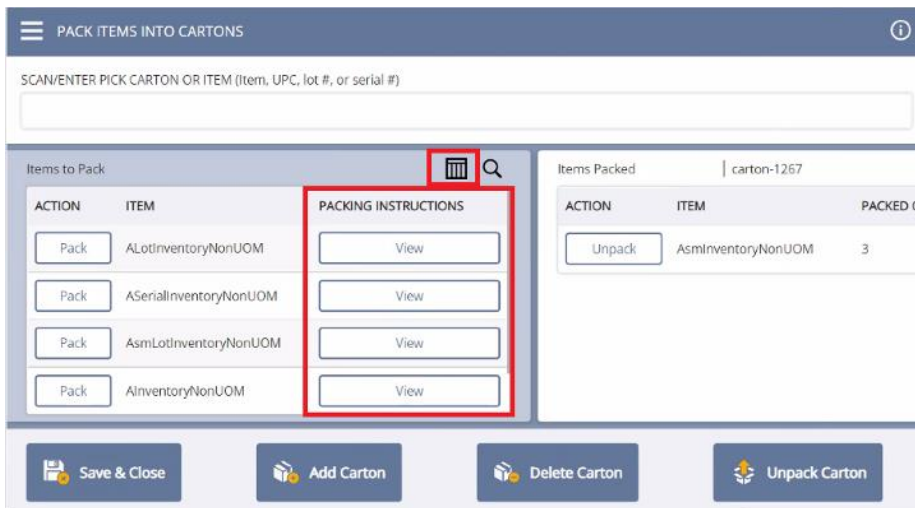 PACK ITEMS INTO CARTONS
SCAN/ENTER PICK CARTON OR ITEM (Item, UPC, lot #, or serial #)
Items to Pack
ACTION ITEM PACKING INSTRUCTIONS
Pack ALotInventoryNonUOM View
Pack ASerialInventoryNonUOM View
Pack AsmLotInventoryNonUOM View
Pack AInventoryNonUOM View
Items Packed carton-1267
ACTION ITEM PACKED
Unpack AsmInventoryNonUOM 3
Save & Close Add Carton Delete Carton Unpack Carton